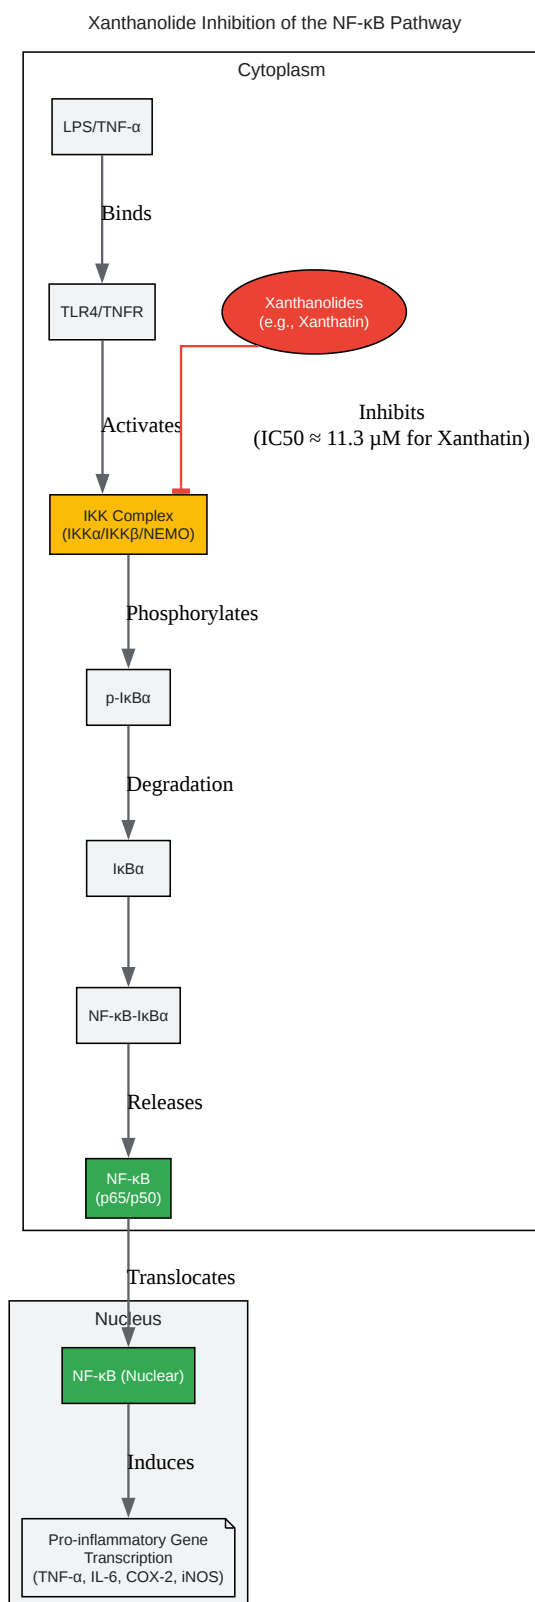 Xanthanolide Inhibition of the NF-κB Pathway
Cytoplasm
LPS/TNF-α
Binds
TLR4/TNFR
Xanthanolides
(e.g., Xanthatin)
Activates
Inhibits
(IC50 ≈ 11.3 µM for Xanthatin)
IKK Complex
(IKKα/IKKβ/NEMO)
Phosphorylates
p-IκBα
Degradation
IκBα
NF-κB-IκBα
Releases
NF-κB
(p65/p50)
Translocates
Nucleus
NF-κB (Nuclear)
Induces
Pro-inflammatory Gene
Transcription
(TNF-α, IL-6, COX-2, iNOS)